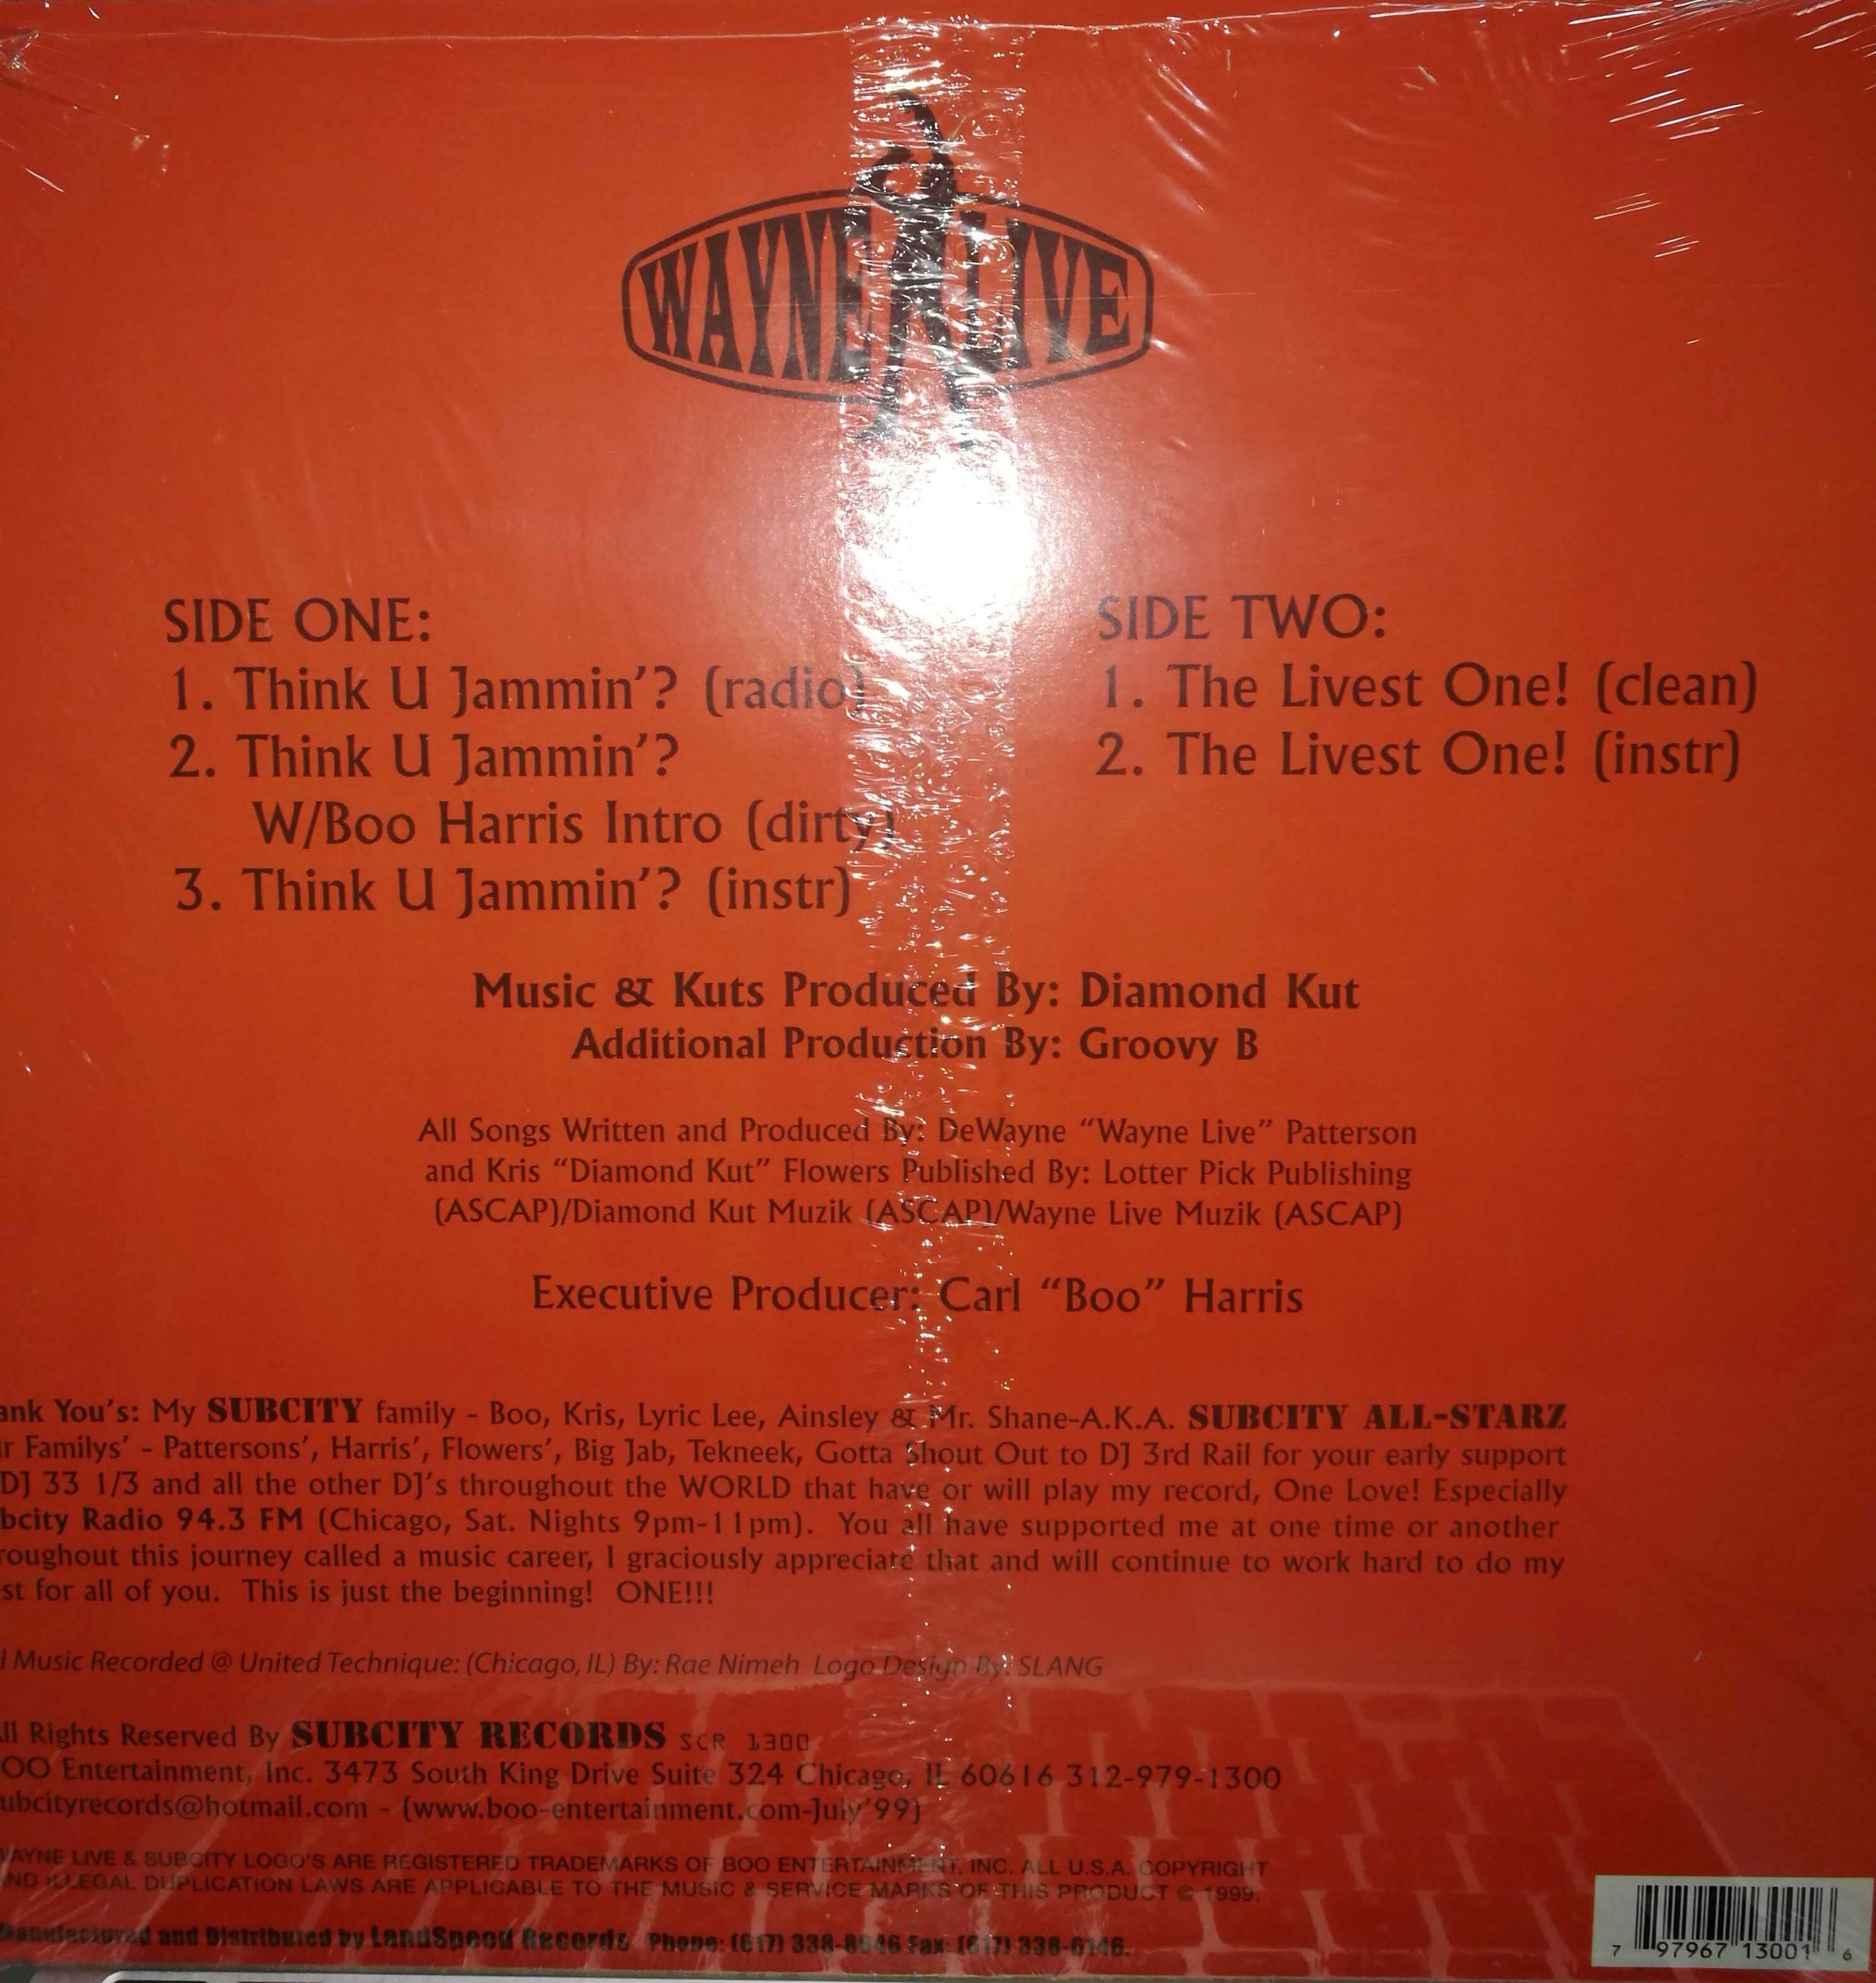 WAYNE LIVE
SIDE ONE:
1. Think U Jammin'? (radio)
2. Think U Jammin'?
W/Boo Harris Intro (dirty)
3. Think U Jammin'? (instr)
SIDE TWO:
1. The Livest One! (clean)
2. The Livest One! (instr)
Music & Kuts Produced By: Diamond Kut
Additional Production By: Groovy B
All Songs Written and Produced By: DeWayne “Wayne Live” Patterson
and Kris “Diamond Kut” Flowers Published By: Lotter Pick Publishing
(ASCAP)/Diamond Kut Muzik (ASCAP)/Wayne Live Muzik (ASCAP)
Executive Producer: Carl “Boo” Harris
ank You's: My SUBCITY family - Boo, Kris, Lyric Lee, Ainsley & Mr. Shane-A.K.A. SUBCITY ALL-STARZ
r Familys' - Pattersons', Harris', Flowers', Big Jab, Tekneek, Gotta Shout Out to DJ 3rd Rail for your early support
DJ 33 1/3 and all the other DJ's throughout the WORLD that have or will play my record, One Love! Especially
bcity Radio 94.3 FM (Chicago, Sat. Nights 9pm-11pm). You all have supported me at one time or another
roughout this journey called a music career, I graciously appreciate that and will continue to work hard to do my
st for all of you. This is just the beginning! ONE!!!
l Music Recorded @ United Technique: (Chicago, IL) By: Rae Nimeh Logo Design By: SLANG
ll Rights Reserved By SUBCITY RECORDS SCR 1300
OO Entertainment, Inc. 3473 South King Drive Suite 324 Chicago, IL 60616 312-979-1300
ubcityrecords@hotmail.com - (www.boo-entertainment.com-July'99)
WAYNE LIVE & SUBCITY LOGO'S ARE REGISTERED TRADEMARKS OF BOO ENTERTAINMENT, INC. ALL U.S.A. COPYRIGHT
ND ILLEGAL DUPLICATION LAWS ARE APPLICABLE TO THE MUSIC & SERVICE MARKS OF THIS PRODUCT © 1999.
Manufactured and Distributed by LandSpeed Records Phone: (617) 338-8646 Fax: (617) 338-6146.
7 97967 13001 6